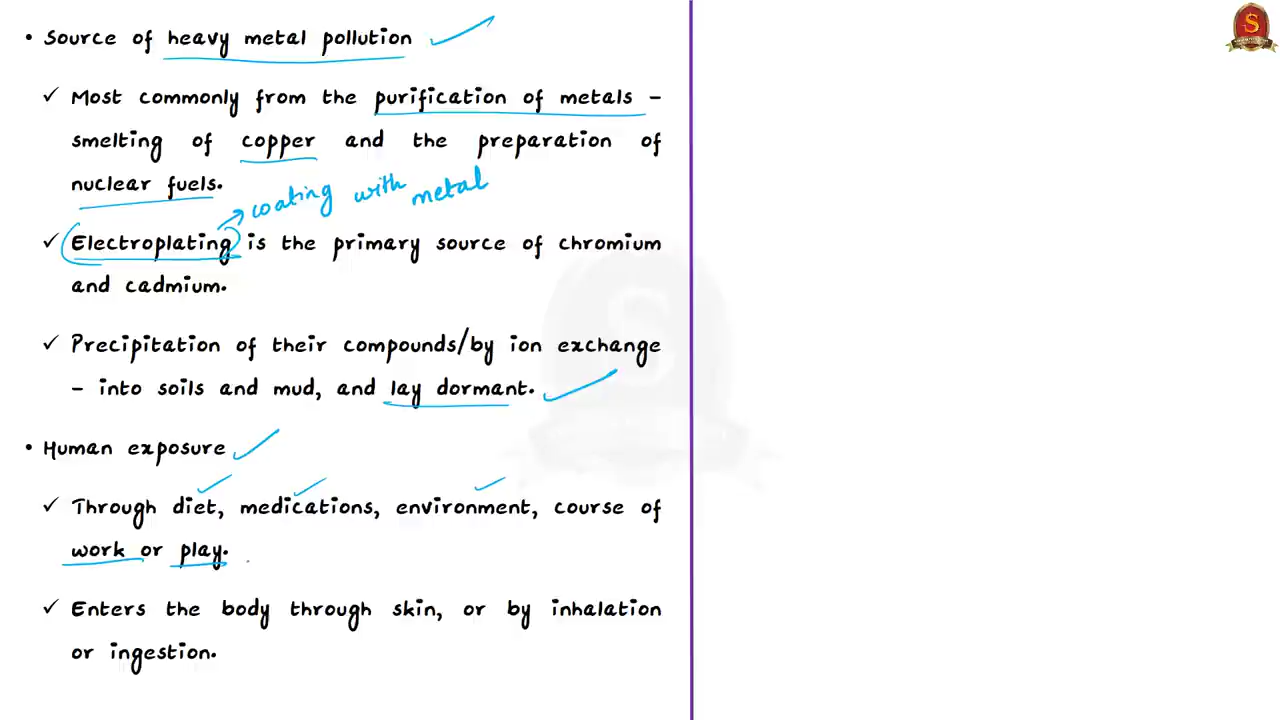 • Source of heavy metal pollution
✓ Most commonly from the purification of metals –
smelting of copper and the preparation of
nuclear fuels.
coating with metal
✓ Electroplating is the primary source of chromium
and cadmium.
✓ Precipitation of their compounds/by ion exchange
– into soils and mud, and lay dormant.
• Human exposure
✓ Through diet, medications, environment, course of
work or play.
✓ Enters the body through skin, or by inhalation
or ingestion.
S